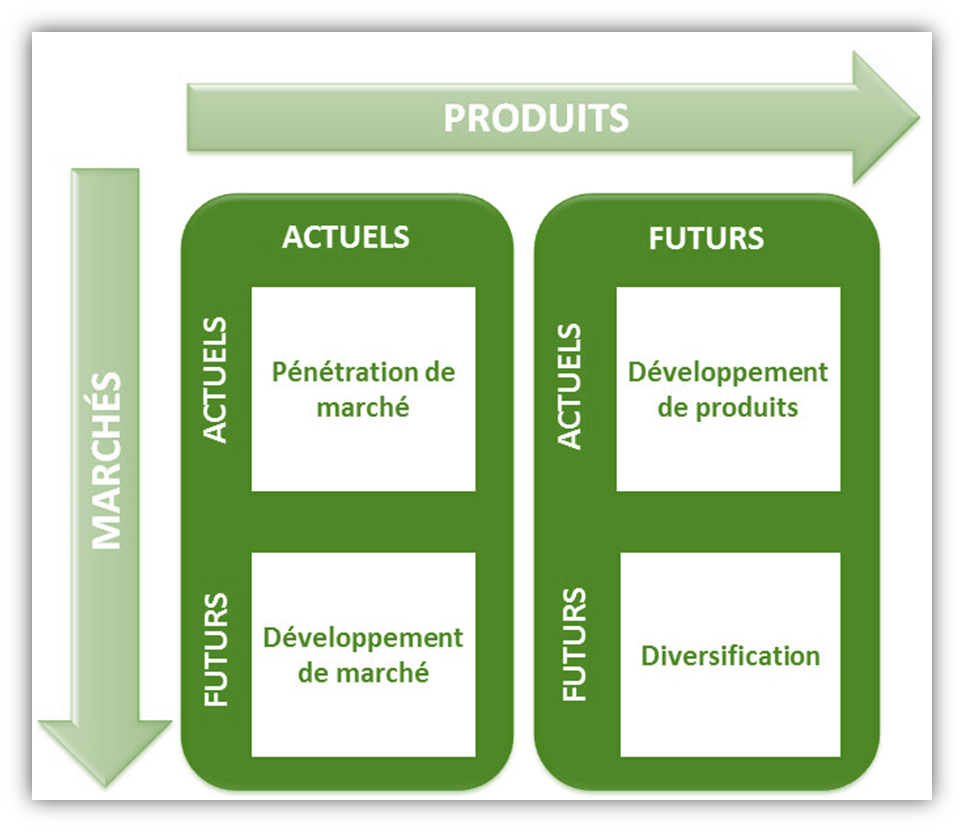 PRODUITS
MARCHÉS
ACTUELS
ACTUELS
Pénétration de
marché
FUTURS
Développement
de marché
FUTURS
ACTUELS
Développement
de produits
FUTURS
Diversification